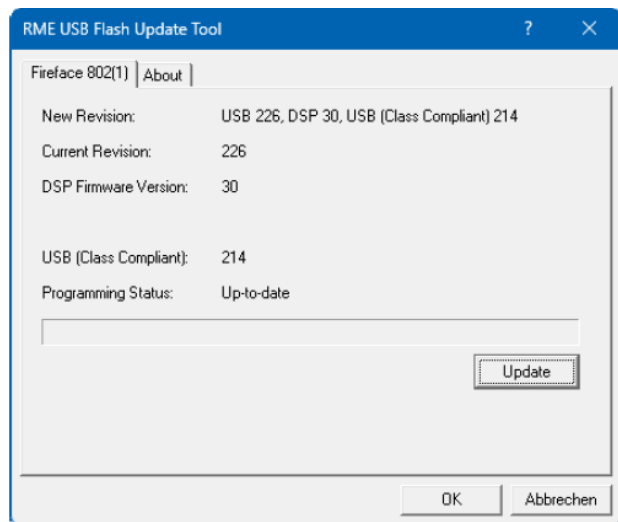 RME USB Flash Update Tool
Fireface 802(1) About
New Revision: USB 226, DSP 30, USB (Class Compliant) 214
Current Revision: 226
DSP Firmware Version: 30
USB (Class Compliant): 214
Programming Status: Up-to-date
Update
OK Abbrechen